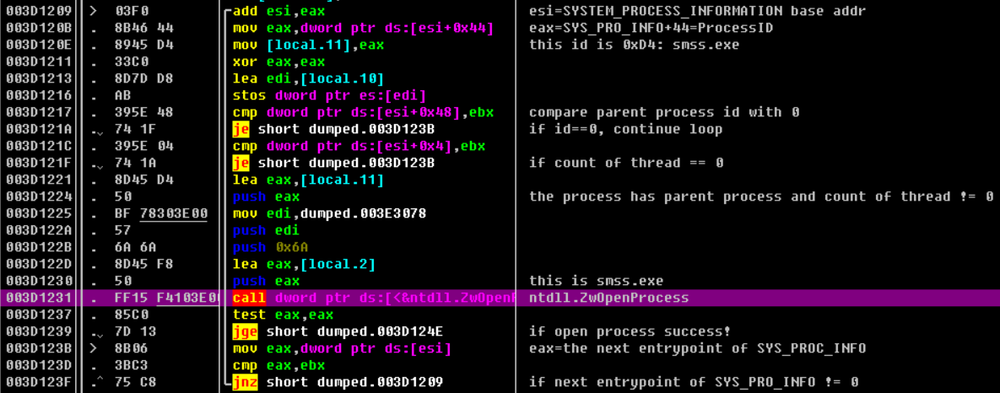 003D1209 > 03F0 add esi,eax esi=SYSTEM_PROCESS_INFORMATION base addr
003D120B . 8B46 44 mov eax,dword ptr ds:[esi+0x44] eax=SYS_PRO_INFO+44=ProcessID
003D120E . 8945 D4 mov [local.11],eax this id is 0xD4: smss.exe
003D1211 . 33C0 xor eax,eax
003D1213 . 8D7D D8 lea edi,[local.10]
003D1216 . AB stos dword ptr es:[edi]
003D1217 . 395E 48 cmp dword ptr ds:[esi+0x48],ebx compare parent process id with 0
003D121A . 74 1F je short dumped.003D123B if id==0, continue loop
003D121C . 395E 04 cmp dword ptr ds:[esi+0x4],ebx
003D121F . 74 1A je short dumped.003D123B if count of thread == 0
003D1221 . 8D45 D4 lea eax,[local.11]
003D1224 . 50 push eax the process has parent process and count of thread != 0
003D1225 . BF 78303E00 mov edi,dumped.003E3078
003D122A . 57 push edi
003D122B . 6A 6A push 0x6A
003D122D . 8D45 F8 lea eax,[local.2]
003D1230 . 50 push eax this is smss.exe
003D1231 . FF15 F4103E00 call dword ptr ds:[<&ntdll.ZwOpenP ntdll.ZwOpenProcess
003D1237 . 85C0 test eax,eax
003D1239 . 7D 13 jge short dumped.003D124E if open process success!
003D123B > 8B06 mov eax,dword ptr ds:[esi] eax=the next entrypoint of SYS_PROC_INFO
003D123D . 3BC3 cmp eax,ebx
003D123F .^ 75 C8 jnz short dumped.003D1209 if next entrypoint of SYS_PRO_INFO != 0